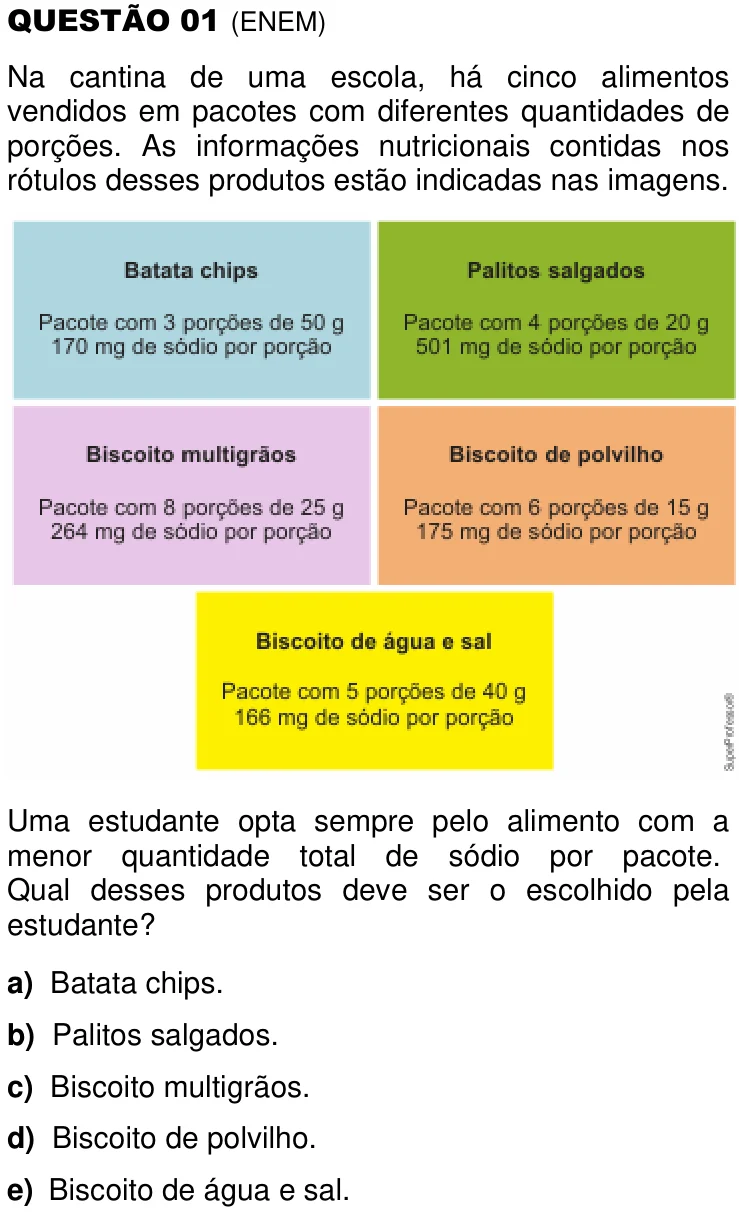 QUESTÃO 01 (ENEM)
Na cantina de uma escola, há cinco alimentos
vendidos em pacotes com diferentes quantidades de
porções. As informações nutricionais contidas nos
rótulos desses produtos estão indicadas nas imagens.
Batata chips
Pacote com 3 porções de 50 g
170 mg de sódio por porção
Palitos salgados
Pacote com 4 porções de 20 g
501 mg de sódio por porção
Biscoito multigrãos
Pacote com 8 porções de 25 g
264 mg de sódio por porção
Biscoito de polvilho
Pacote com 6 porções de 15 g
175 mg de sódio por porção
Biscoito de água e sal
Pacote com 5 porções de 40 g
166 mg de sódio por porção
SuperProfessor®
Uma estudante opta sempre pelo alimento com a
menor quantidade total de sódio por pacote.
Qual desses produtos deve ser o escolhido pela
estudante?
a) Batata chips.
b) Palitos salgados.
c) Biscoito multigrãos.
d) Biscoito de polvilho.
e) Biscoito de água e sal.